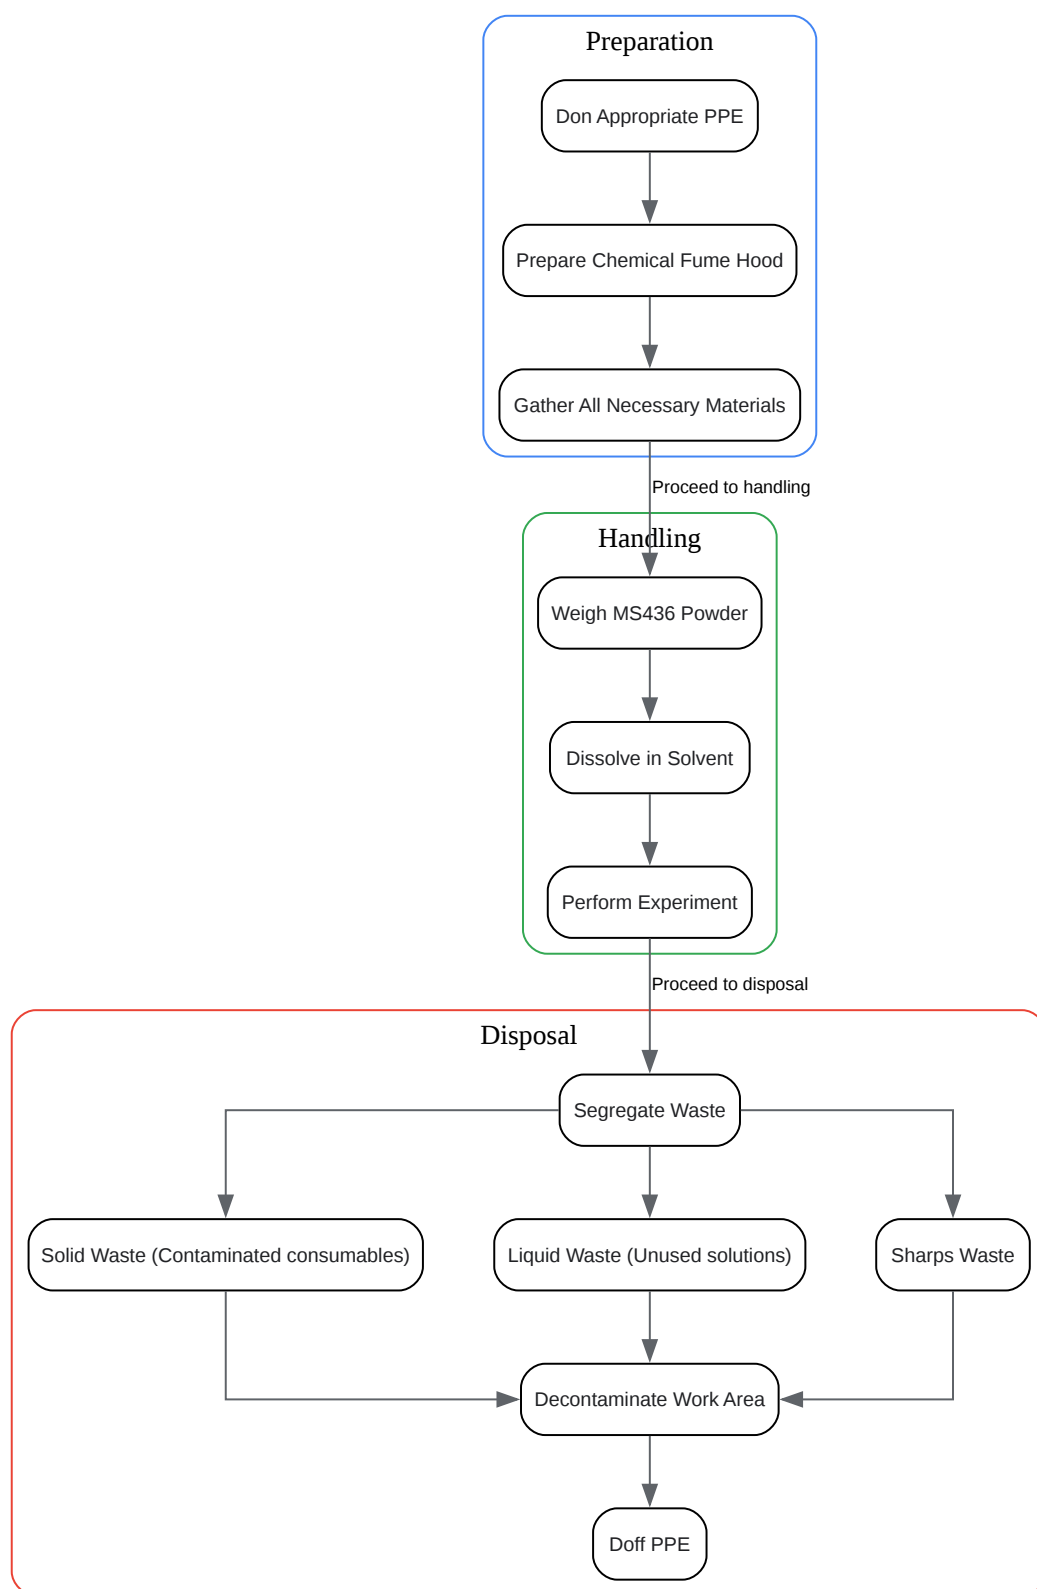 Preparation
Don Appropriate PPE
Prepare Chemical Fume Hood
Gather All Necessary Materials
Proceed to handling
Handling
Weigh MS436 Powder
Dissolve in Solvent
Perform Experiment
Proceed to disposal
Disposal
Segregate Waste
Solid Waste (Contaminated consumables)
Liquid Waste (Unused solutions)
Sharps Waste
Decontaminate Work Area
Doff PPE